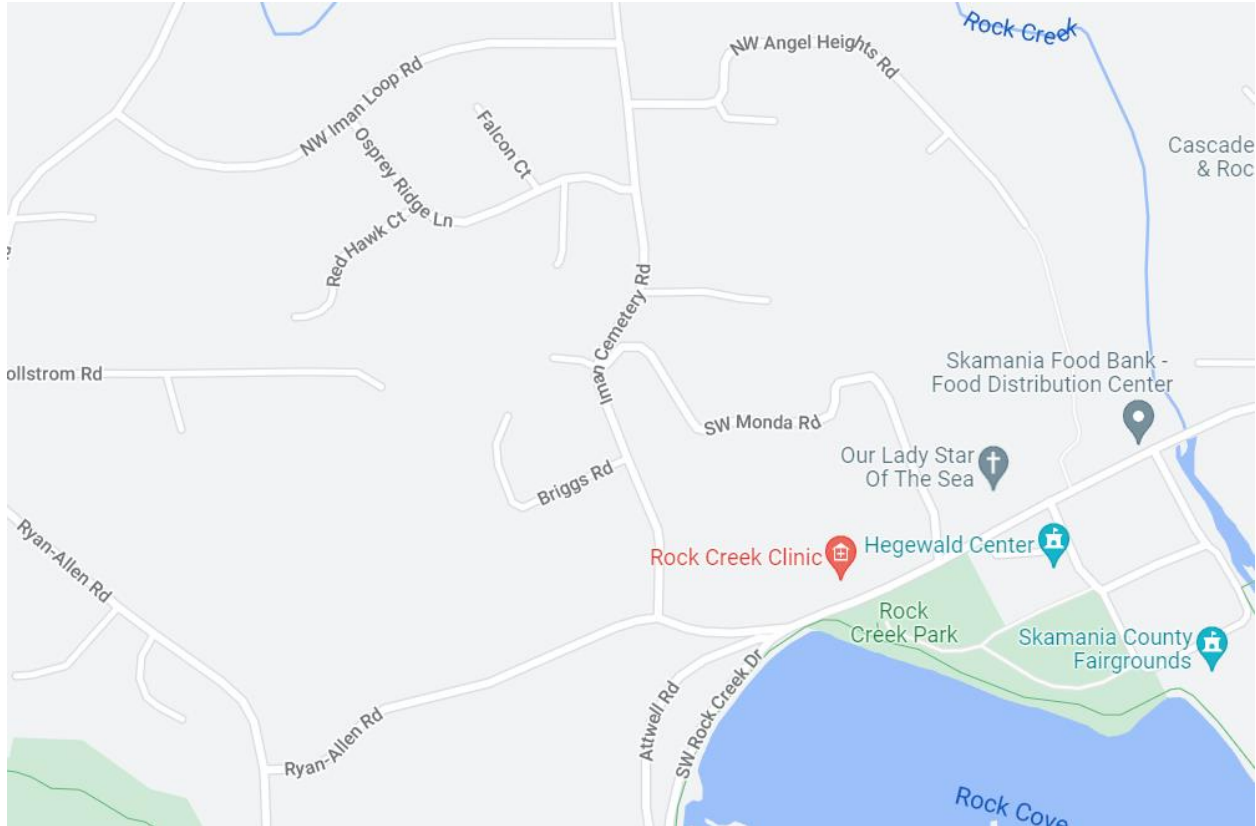 Rock Creek
NW Angel Heights Rd
NW Iman Loop Rd
Falcon Ct
Osprey Ridge Ln
Cascade
& Roc
Red Hawk Ct
Iman Cemetery Rd
ollstrom Rd
Skamania Food Bank -
Food Distribution Center
SW Monda Rd
Our Lady Star
Of The Sea
Briggs Rd
Ryan-Allen Rd
Rock Creek Clinic
Hegewald Center
Rock
Creek Park
Skamania County
Fairgrounds
Attwell Rd
SW Rock Creek Dr
Ryan-Allen Rd
Rock Cove